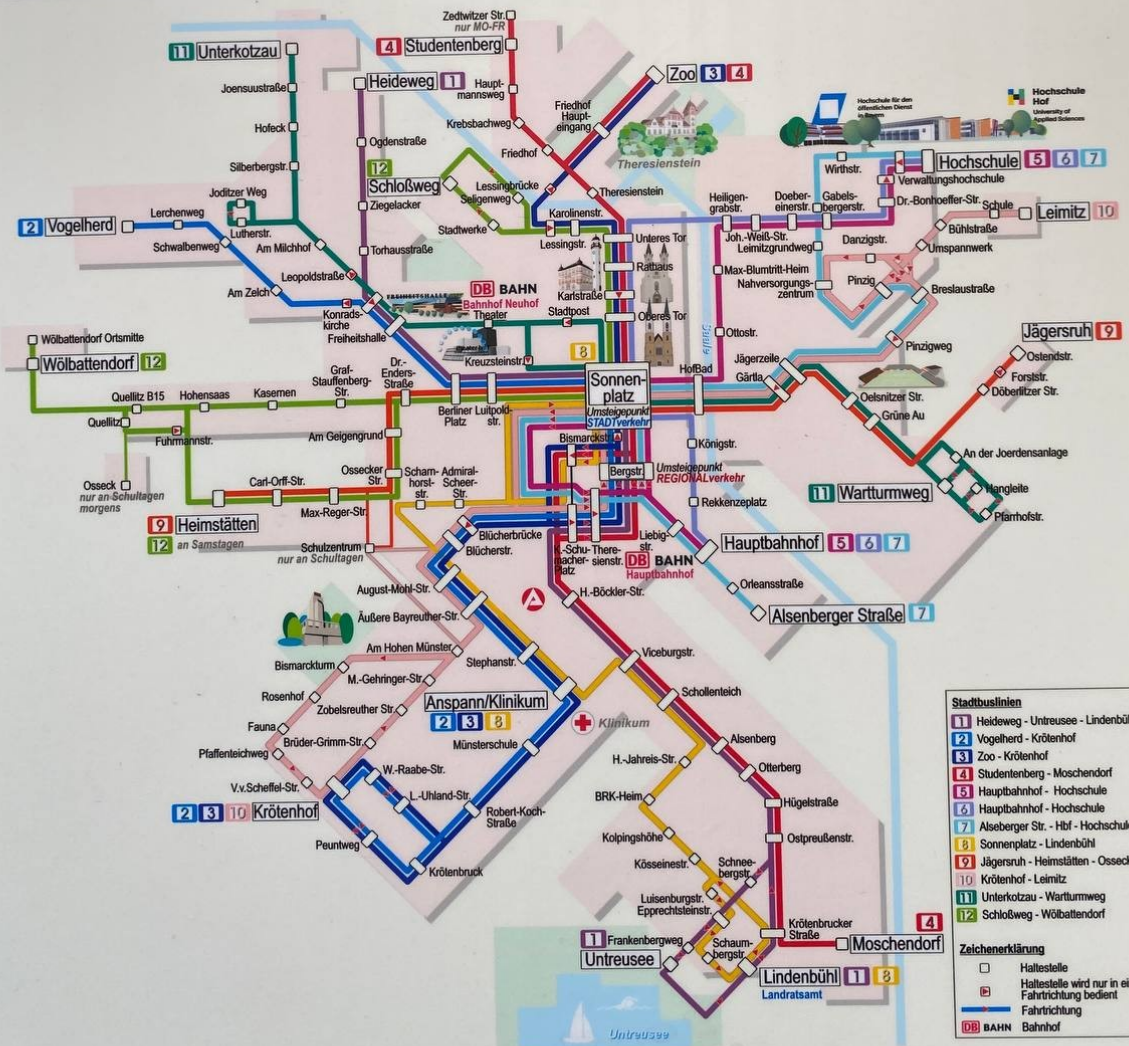 Zedtwitzer Str.
nur MO-FR
4 Studentenberg
11 Unterkotzau
Heideweg 1
Zoo 3 4
Joensuustraße
Haupt-
mannsweg
Hofeck
Ogdenstraße
Krebsbachweg
Friedhof
Haupt-
eingang
Friedhof
Theresienstein
Hochschule für den
öffentlichen Dienst
in Bayern
Hochschule
Hof
University of
Applied Sciences
Silberbergstr.
12
Schloßweg
Lessingbrücke
Seligenweg
Theresienstein
Wirthstr.
Hochschule 5 6 7
Verwaltungshochschule
Joditzer Weg
Ziegelacker
Stadtwerke
Karolinenstr.
Lessingstr.
Heiligen-
grabstr.
Doeber-
einerstr.
Gabels-
bergerstr.
Dr.-Bonhoeffer-Str.
Schule
Leimitz 10
2 Vogelherd
Lerchenweg
Lutherstr.
Schwalbenweg
Am Milchhof
Torhausstraße
Unteres Tor
Joh.-Weiß-Str.
Leimitzgrundweg
Danzigstr.
Bühlstraße
Umspannwerk
Leopoldstraße
Rathaus
Max-Blumtritt-Heim
Nahversorgungs-
zentrum
Pinzig
Breslaustraße
Am Zelch
DB BAHN
Bahnhof Neuhof
FREIHEITSHALLE
Karlstraße
Konrads-
kirche
Freiheitshalle
Theater
Stadtpost
Oberes Tor
Saale
Ottostr.
Pinzigweg
Jägersruh 9
Wölbattendorf Ortsmitte
Wölbattendorf 12
Kreuzsteinstr.
8
Jägerzeile
Gärtla
Ostendstr.
Forststr.
Döberlitzer Str.
Graf-
Stauffenberg-
Str.
Dr.-
Enders-
Straße
Sonnen-
platz
Umsteigepunkt
STADTverkehr
HofBad
Quellitz B15
Hohensaas
Kasernen
Berliner
Platz
Luitpold-
str.
Oelsnitzer Str.
Grüne Au
Quellitz
Fuhrmannstr.
Am Geigengrund
Bismarckstr.
Königstr.
An der Joerdensanlage
Osseck
nur an Schultagen
morgens
Carl-Orff-Str.
Ossecker
Str.
Scharn-
horst-
str.
Admiral-
Scheer-
Str.
Bergstr.
Umsteigepunkt
REGIONALverkehr
Rekkenzeplatz
11 Wartturmweg
Hangleite
Pfarrhofstr.
Max-Reger-Str.
9 Heimstätten
12 an Samstagen
Schulzentrum
nur an Schultagen
Blücherbrücke
Blücherstr.
K.-Schu-
macher-
Platz
There-
sienstr.
Liebig-
str.
DB BAHN
Hauptbahnhof
Hauptbahnhof 5 6 7
Orleansstraße
Alsenberger Straße 7
August-Mohl-Str.
H.-Böckler-Str.
Äußere Bayreuther-Str.
Am Hohen Münster
Stephanstr.
Viceburgstr.
Bismarckturm
M.-Gehringer-Str.
Schollenteich
Rosenhof
Zobelsreuther Str.
Anspann/Klinikum
2 3 8
Klinikum
Fauna
Brüder-Grimm-Str.
Münsterschule
Alsenberg
Pfaffenteichweg
W.-Raabe-Str.
H.-Jahreis-Str.
Otterberg
V.v.Scheffel-Str.
L.-Uhland-Str.
BRK-Heim
Hügelstraße
2 3 10 Krötenhof
Robert-Koch-
Straße
Kolpingshöhe
Ostpreußenstr.
Peuntweg
Krötenbruck
Kösseinestr.
Schnee-
bergstr.
Luisenburgstr.
Epprechtsteinstr.
Krötenbrucker
Straße
4
Moschendorf
1 Frankenbergweg
Untreusee
Schaum-
bergstr.
Lindenbühl 1 8
Landratsamt
Untreusee
Stadtbuslinien
1 Heideweg - Untreusee - Lindenbühl
2 Vogelherd - Krötenhof
3 Zoo - Krötenhof
4 Studentenberg - Moschendorf
5 Hauptbahnhof - Hochschule
6 Hauptbahnhof - Hochschule
7 Alseberger Str. - Hbf - Hochschule
8 Sonnenplatz - Lindenbühl
9 Jägersruh - Heimstätten - Osseck
10 Krötenhof - Leimitz
11 Unterkotzau - Wartturmweg
12 Schloßweg - Wölbattendorf
Zeichenerklärung
Haltestelle
Haltestelle wird nur in ei
Fahrtrichtung bedient
Fahrtrichtung
DB BAHN Bahnhof